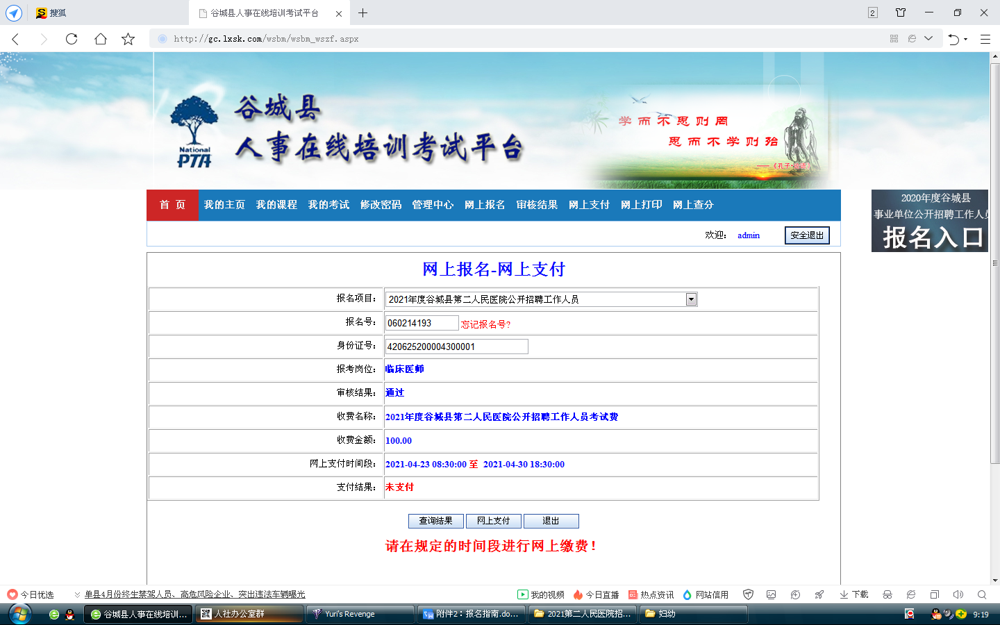 搜狐
谷城县人事在线培训考试平台
2
http://gc.lxsk.com/wsbm/wsbm_wszf.aspx
谷城县
人事在线培训考试平台
National
PTA
学而不思则罔
思而不学则殆
首 页 我的主页 我的课程 我的考试 修改密码 管理中心 网上报名 审核结果 网上支付 网上打印 网上查分
欢迎： admin 安全退出
2020年度谷城县
事业单位公开招聘工作人员
报名入口
网上报名-网上支付
报名项目： 2021年度谷城县第二人民医院公开招聘工作人员
报名号： 060214193 忘记报名号?
身份证号： 420625200004300001
报考岗位： 临床医师
审核结果： 通过
收费名称： 2021年度谷城县第二人民医院公开招聘工作人员考试费
收费金额： 100.00
网上支付时间段： 2021-04-23 08:30:00 至 2021-04-30 18:30:00
支付结果： 未支付
查询结果 网上支付 退出
请在规定的时间段进行网上缴费！
今日优选 单县4月份终生禁驾人员、高危风险企业、突出违法车辆曝光 我的视频 今日直播 热点资讯 网站信用 下载
谷城县人事在线培训... 人社办公室群 Yuri's Revenge 附件2：报名指南.do... 2021第二人民医院招... 妇幼 9:19